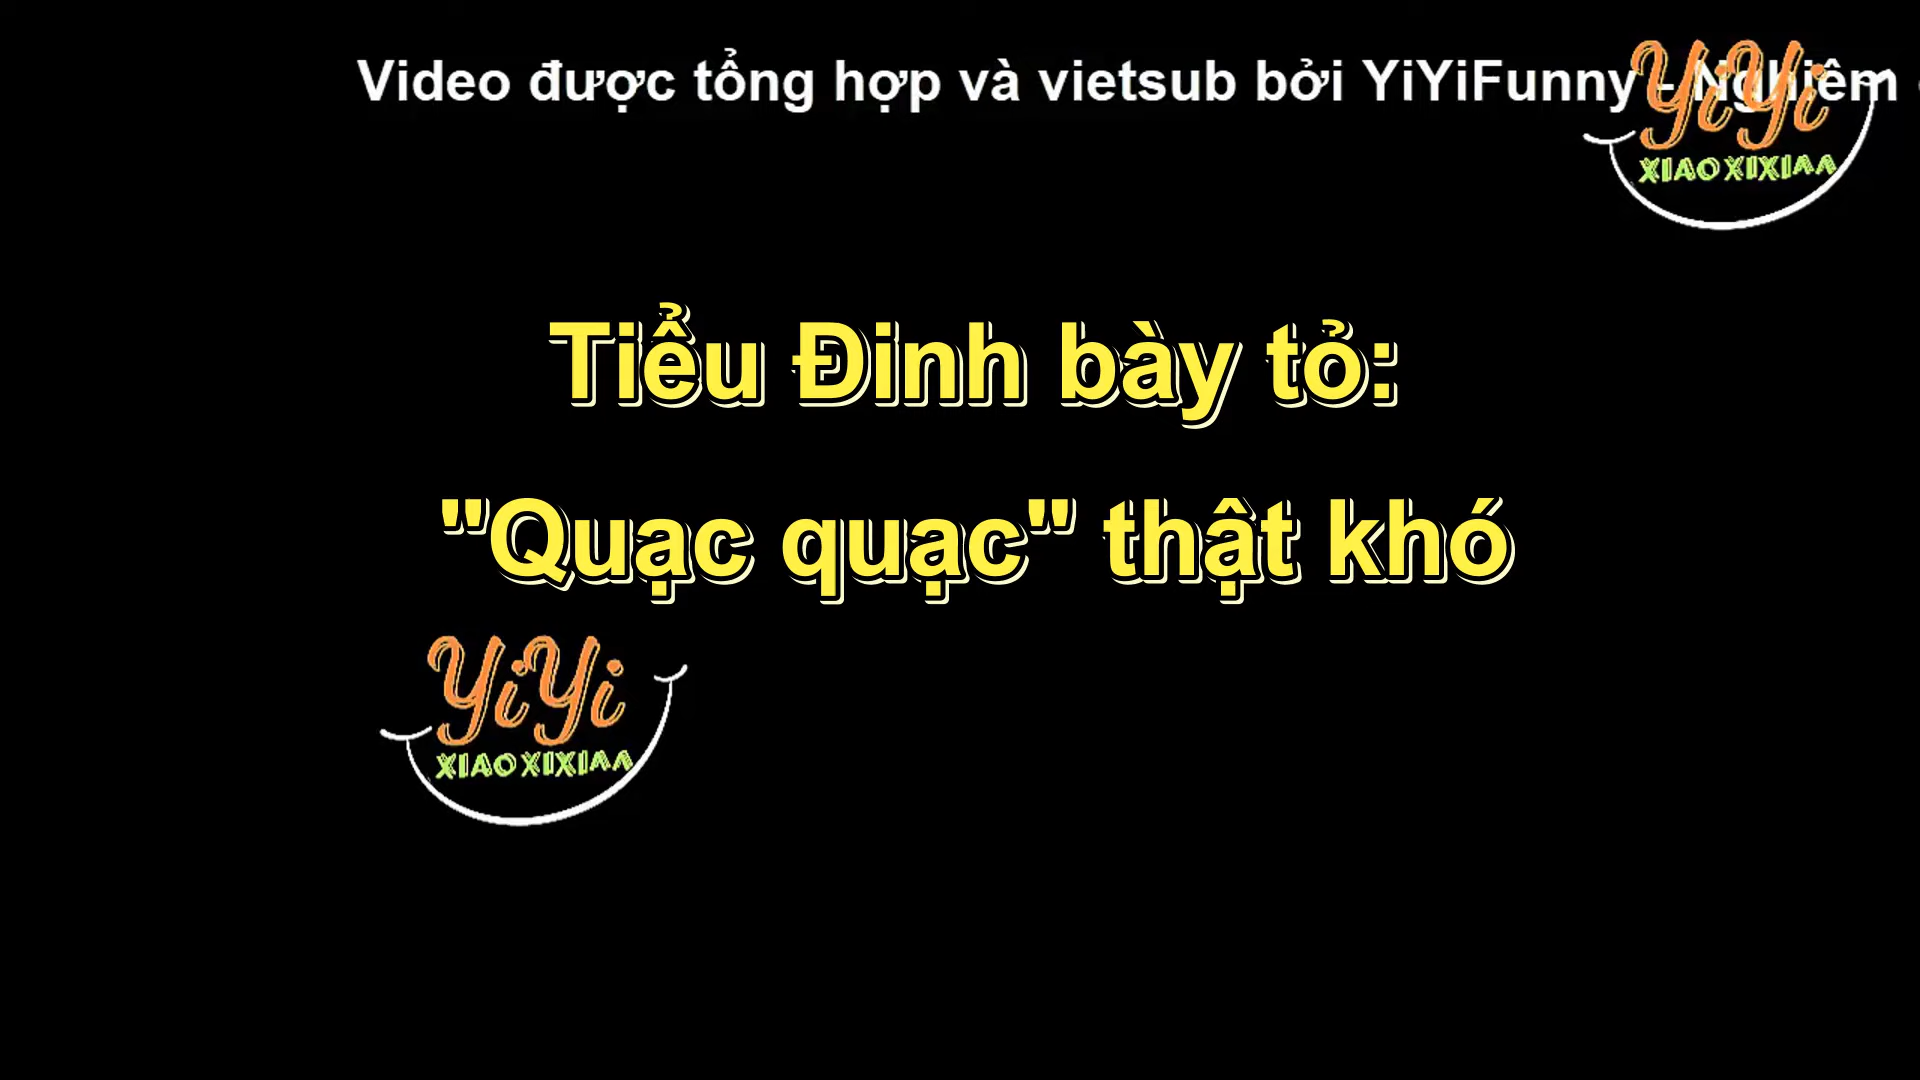 Video được tổng hợp và vietsub bởi YiYiFunny - Nghiêm
YiYi
XIAOXIXIAA
Tiểu Đinh bày tỏ:
"Quạc quạc" thật khó
YiYi
XIAOXIXIAA